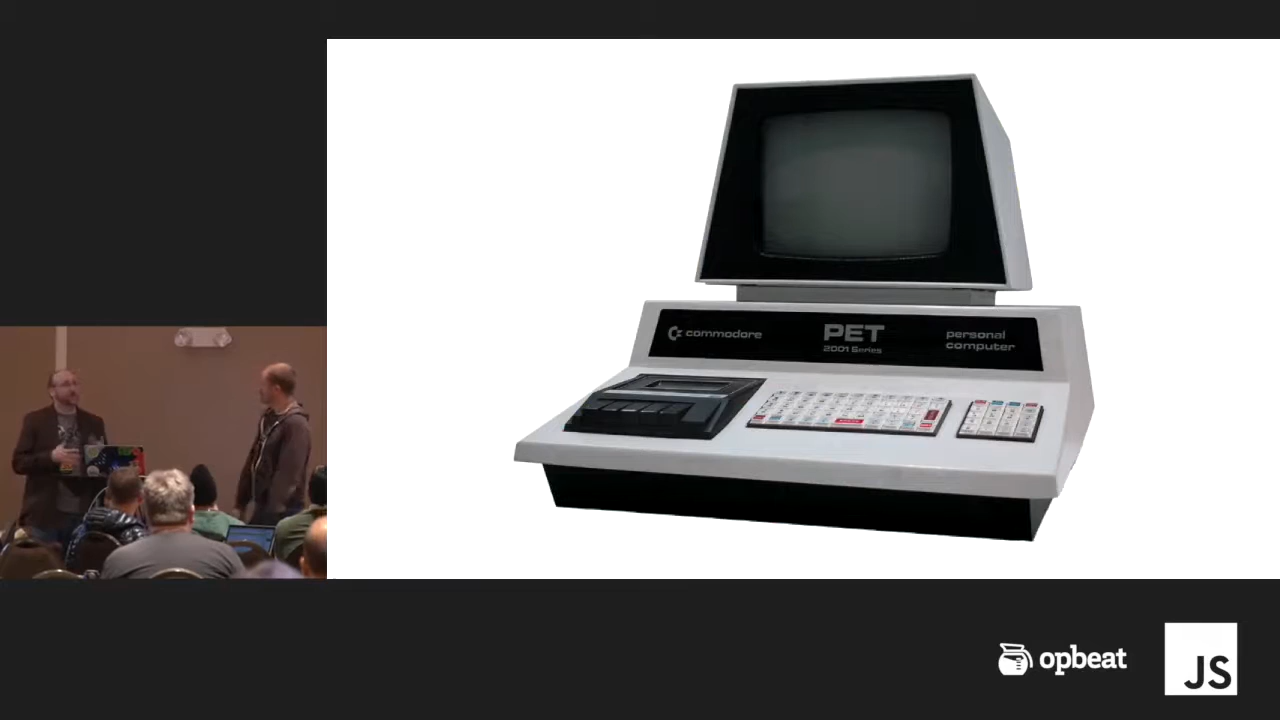 commodore
PET
2001 Series
personal
computer
opbeat
JS